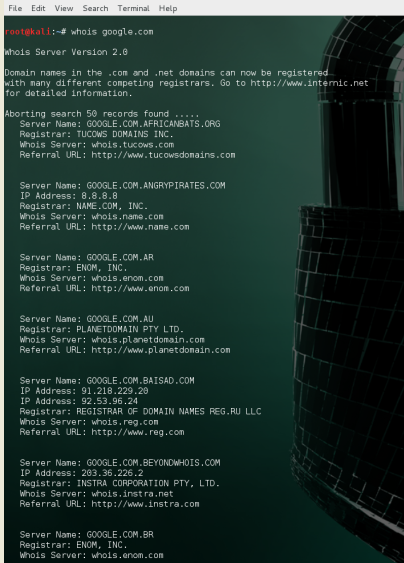 File Edit View Search Terminal Help
root@kali:~# whois google.com
Whois Server Version 2.0
Domain names in the .com and .net domains can now be registered
with many different competing registrars. Go to http://www.internic.net
for detailed information.
Aborting search 50 records found .....
Server Name: GOOGLE.COM.AFRICANBATS.ORG
Registrar: TUCOWS DOMAINS INC.
Whois Server: whois.tucows.com
Referral URL: http://www.tucowsdomains.com
Server Name: GOOGLE.COM.ANGRYPIRATES.COM
IP Address: 8.8.8.8
Registrar: NAME.COM, INC.
Whois Server: whois.name.com
Referral URL: http://www.name.com
Server Name: GOOGLE.COM.AR
Registrar: ENOM, INC.
Whois Server: whois.enom.com
Referral URL: http://www.enom.com
Server Name: GOOGLE.COM.AU
Registrar: PLANETDOMAIN PTY LTD.
Whois Server: whois.planetdomain.com
Referral URL: http://www.planetdomain.com
Server Name: GOOGLE.COM.BAISAD.COM
IP Address: 91.218.229.20
IP Address: 92.53.96.24
Registrar: REGISTRAR OF DOMAIN NAMES REG.RU LLC
Whois Server: whois.reg.com
Referral URL: http://www.reg.com
Server Name: GOOGLE.COM.BEYONDWHOIS.COM
IP Address: 203.36.226.2
Registrar: INSTRA CORPORATION PTY, LTD.
Whois Server: whois.instra.net
Referral URL: http://www.instra.com
Server Name: GOOGLE.COM.BR
Registrar: ENOM, INC.
Whois Server: whois.enom.com